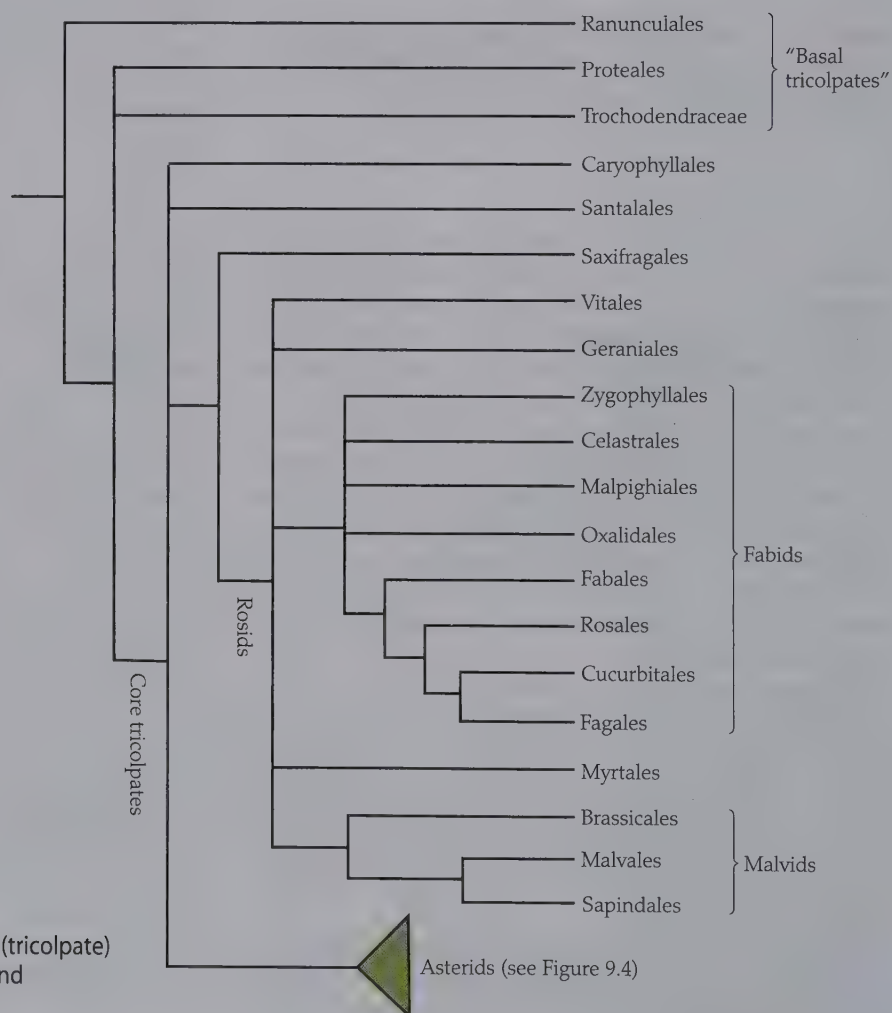 Ranunculales
"Basal
tricolpates"
Proteales
Trochodendraceae
Caryophyllales
Santalales
Saxifragales
Vitales
Geraniales
Zygophyllales
Celastrales
Malpighiales
Oxalidales
Fabids
Fabales
Rosids
Rosales
Cucurbitales
Core tricolpates
Fagales
Myrtales
Brassicales
Malvales
Malvids
Sapindales
(tricolpate)
nd
Asterids (see Figure 9.4)